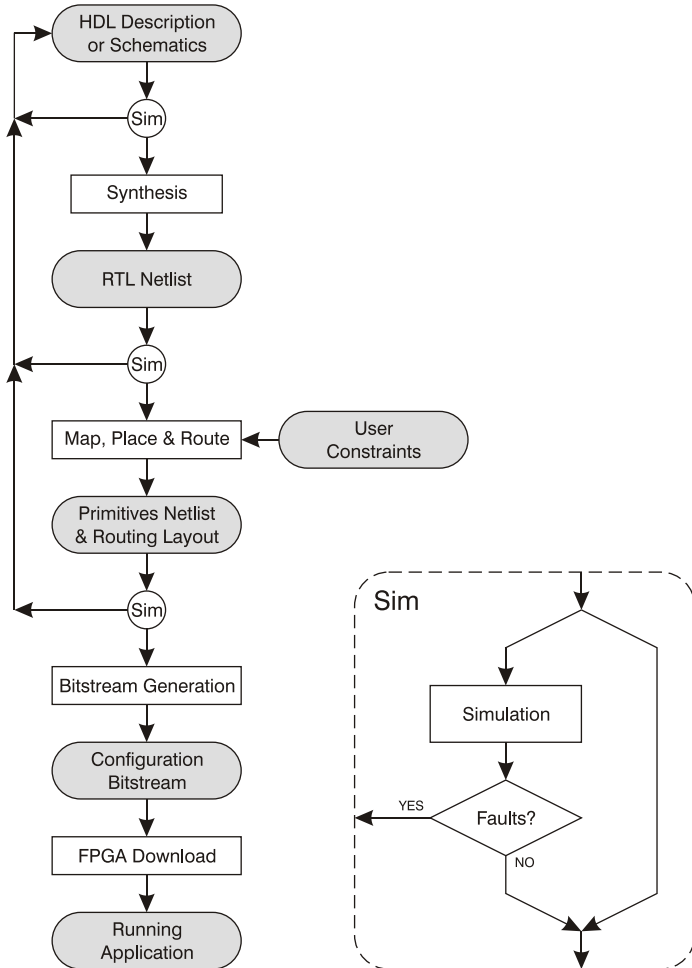 HDL Description
or Schematics
Sim
Synthesis
RTL Netlist
Sim
Map, Place & Route
User
Constraints
Primitives Netlist
& Routing Layout
Sim
Bitstream Generation
Configuration
Bitstream
FPGA Download
Running
Application
Sim
Simulation
YES
Faults?
NO